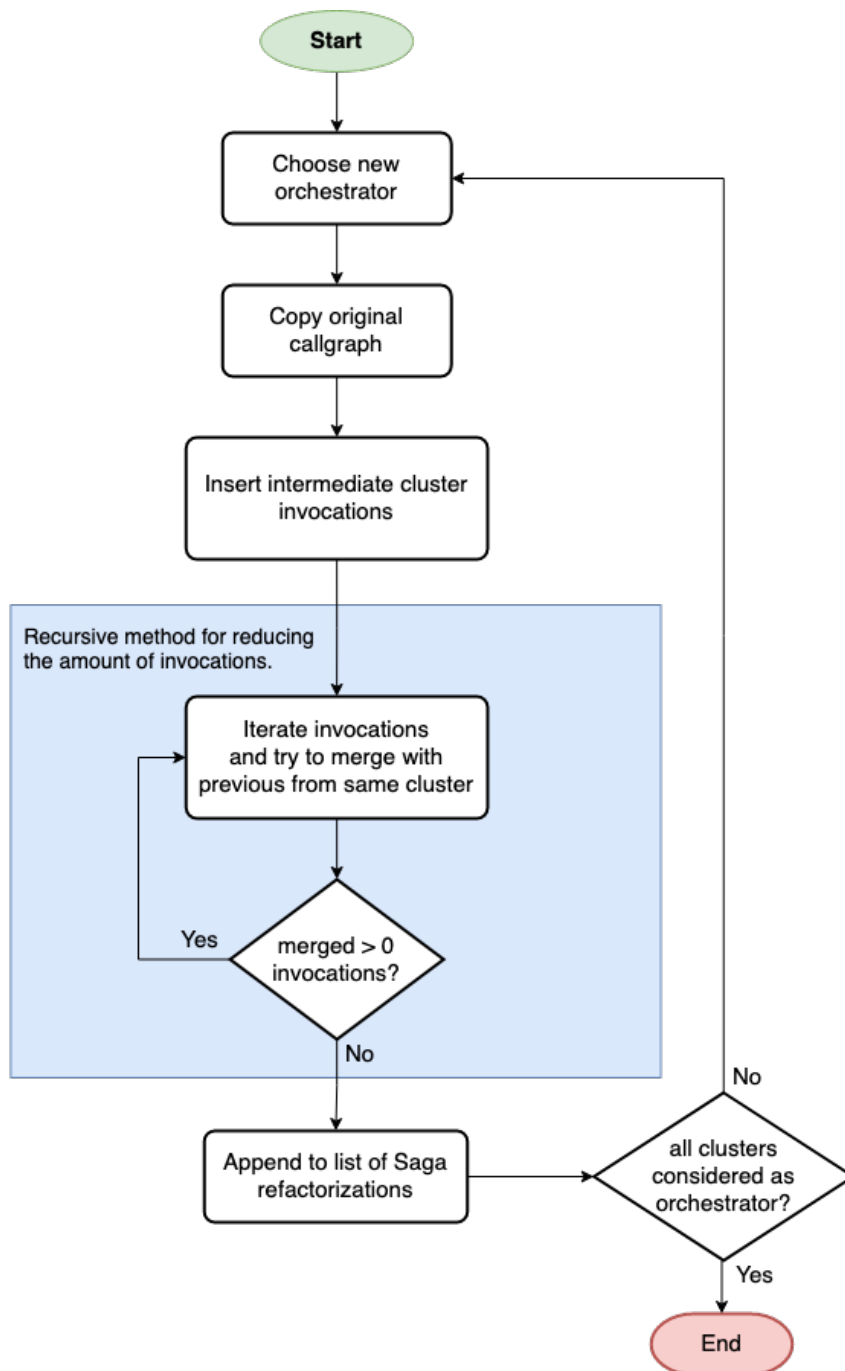 Start
Choose new
orchestrator
Copy original
callgraph
Insert intermediate cluster
invocations
Recursive method for reducing
the amount of invocations.
Iterate invocations
and try to merge with
previous from same cluster
Yes
merged > 0
invocations?
No
Append to list of Saga
refactorizations
No
all clusters
considered as
orchestrator?
Yes
End